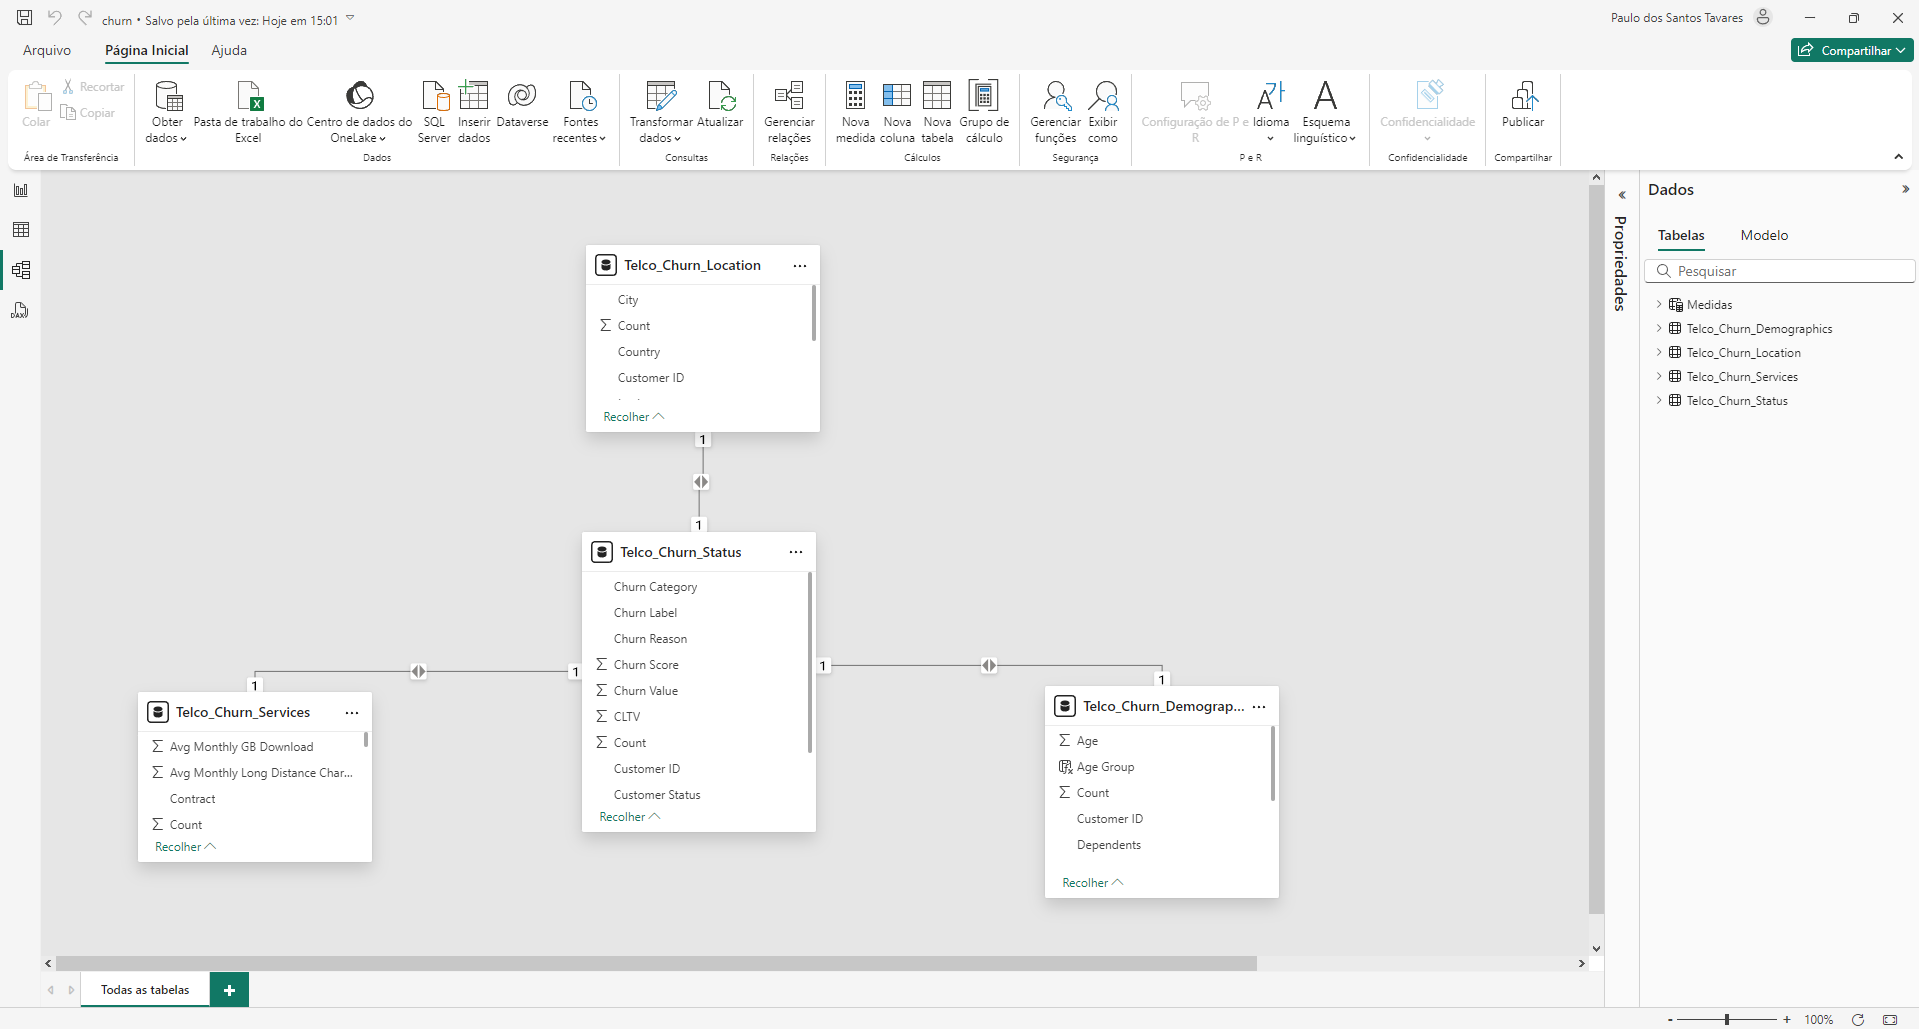 churn • Salvo pela última vez: Hoje em 15:01
Paulo dos Santos Tavares
Arquivo
Página Inicial
Ajuda
Compartilhar
Colar
Recortar
Copiar
Área de Transferência
Obter dados
Pasta de trabalho do Excel
Centro de dados do OneLake
SQL Server
Inserir dados
Dataverse
Fontes recentes
Dados
Transformar dados
Atualizar
Consultas
Gerenciar relações
Relações
Nova medida
Nova coluna
Nova tabela
Grupo de cálculo
Cálculos
Gerenciar funções
Exibir como
Segurança
Configuração de P e R
Idioma
Esquema linguístico
P e R
Confidencialidade
Confidencialidade
Publicar
Compartilhar
DAX
Telco_Churn_Location
City
Count
Country
Customer ID
Recolher
1
1
Telco_Churn_Status
Churn Category
Churn Label
Churn Reason
Churn Score
Churn Value
CLTV
Count
Customer ID
Customer Status
Recolher
1
1
Telco_Churn_Services
Avg Monthly GB Download
Avg Monthly Long Distance Char...
Contract
Count
Recolher
1
1
Telco_Churn_Demograp...
Age
Age Group
Count
Customer ID
Dependents
Recolher
Propriedades
Dados
Tabelas
Modelo
Pesquisar
Medidas
Telco_Churn_Demographics
Telco_Churn_Location
Telco_Churn_Services
Telco_Churn_Status
Todas as tabelas
+
- + 100%